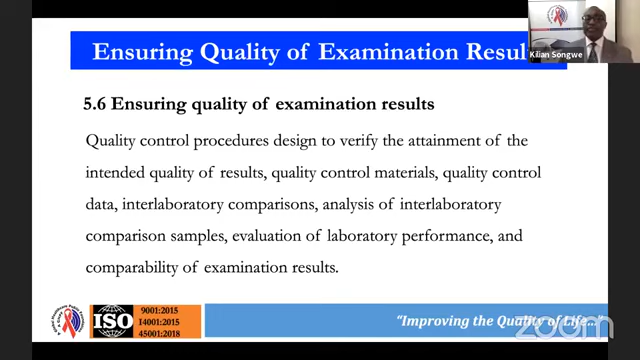 Ensuring Quality of Examination Resul
Kilian Songwe
5.6 Ensuring quality of examination results
Quality control procedures design to verify the attainment of the
intended quality of results, quality control materials, quality control
data, interlaboratory comparisons, analysis of interlaboratory
comparison samples, evaluation of laboratory performance, and
comparability of examination results.
ISO
9001:2015
14001:2015
45001:2018
"Improving the Quality of Life..."
zoom